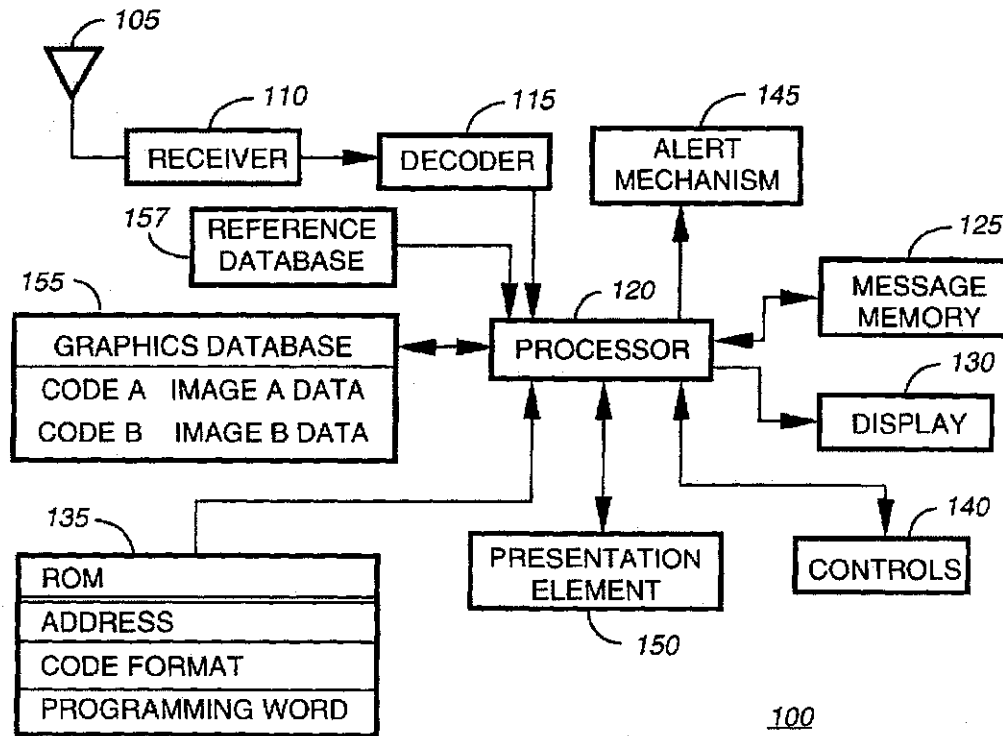 105
110
115
145
RECEIVER
DECODER
ALERT
MECHANISM
157
REFERENCE
DATABASE
125
MESSAGE
MEMORY
155
120
GRAPHICS DATABASE
PROCESSOR
CODE A IMAGE A DATA
CODE B IMAGE B DATA
130
DISPLAY
135
140
ROM
ADDRESS
CODE FORMAT
PROGRAMMING WORD
PRESENTATION
ELEMENT
150
CONTROLS
100